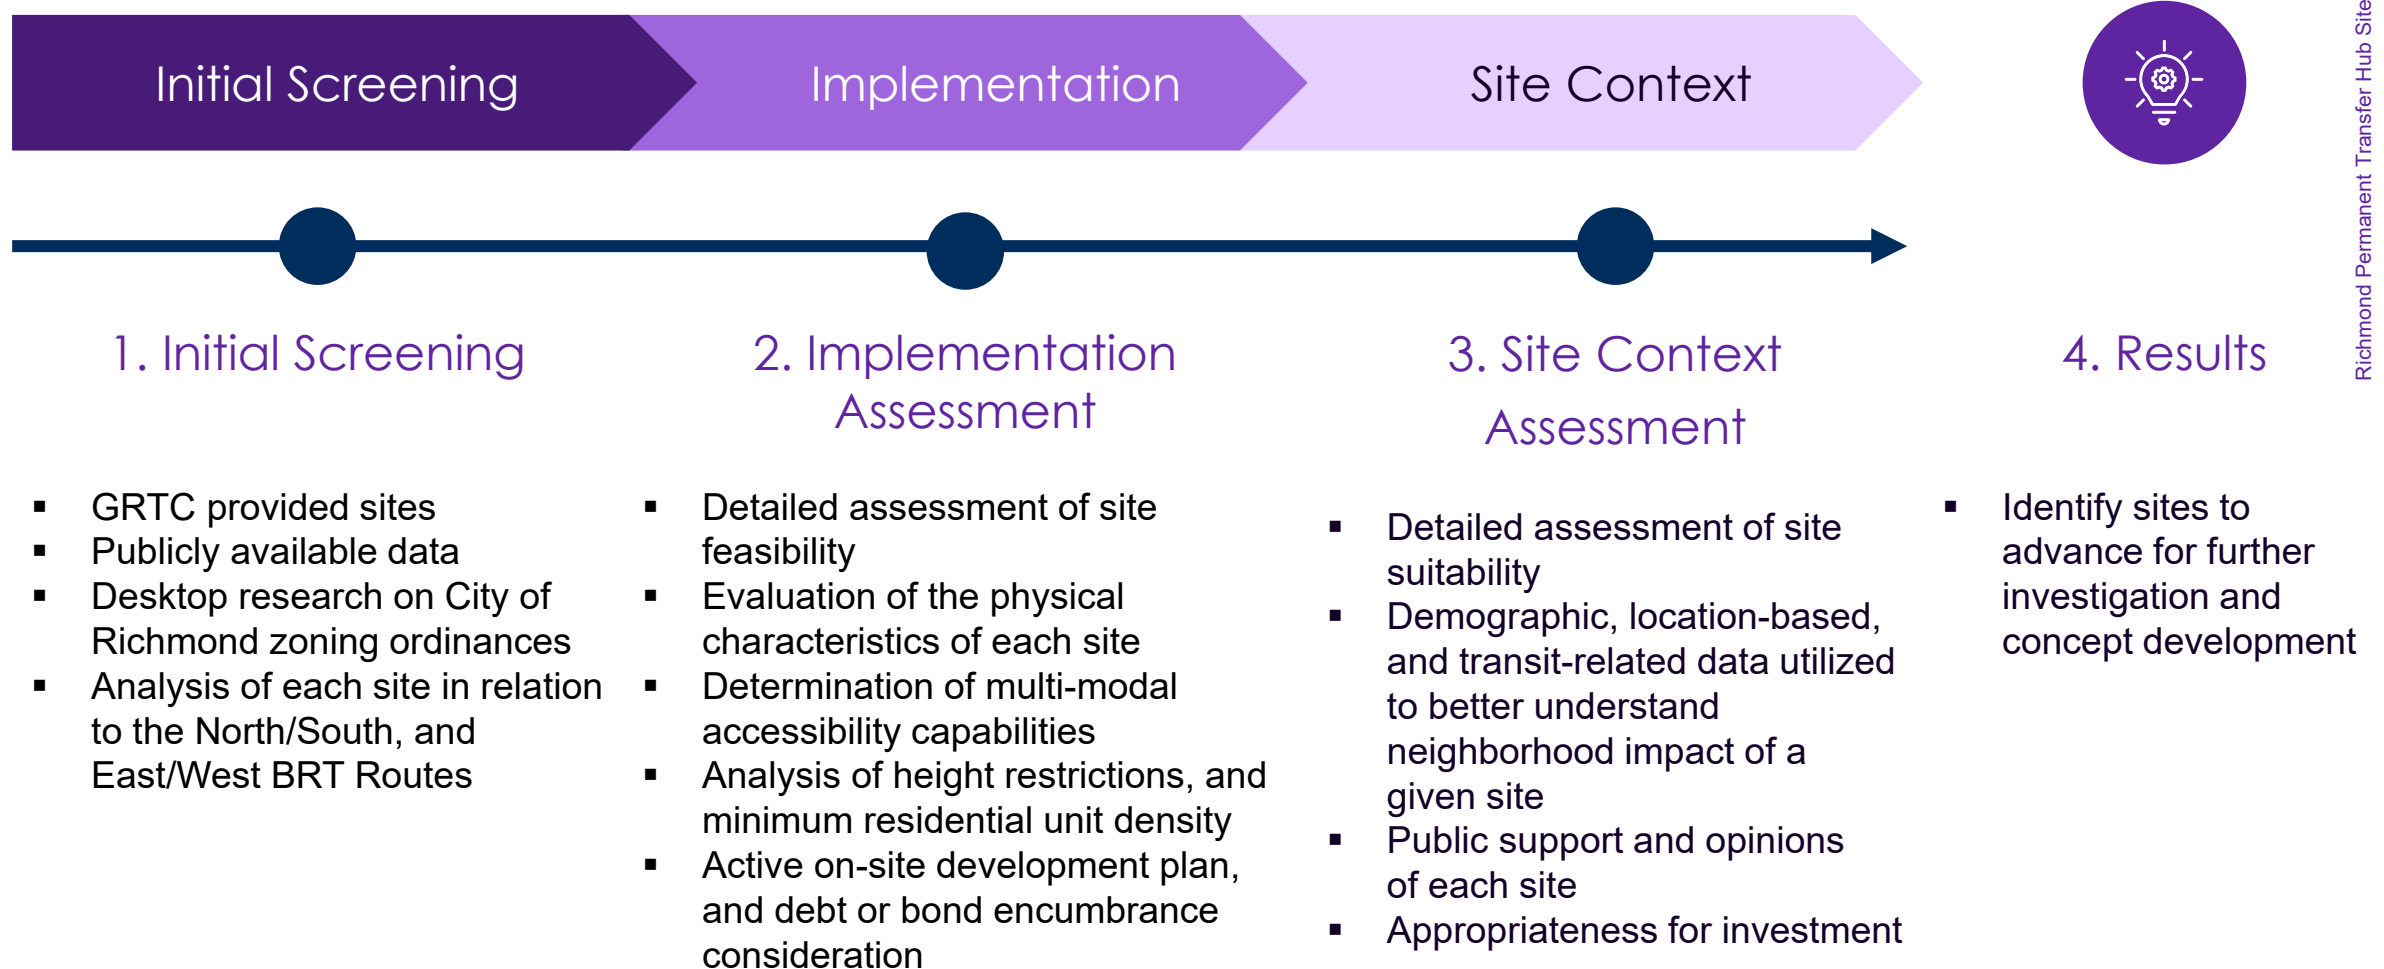 Initial Screening
Implementation
Site Context
1. Initial Screening
▪ GRTC provided sites
▪ Publicly available data
▪ Desktop research on City of
Richmond zoning ordinances
▪ Analysis of each site in relation
to the North/South, and
East/West BRT Routes
2. Implementation
Assessment
▪ Detailed assessment of site
feasibility
▪ Evaluation of the physical
characteristics of each site
▪ Determination of multi-modal
accessibility capabilities
▪ Analysis of height restrictions, and
minimum residential unit density
▪ Active on-site development plan,
and debt or bond encumbrance
consideration
3. Site Context
Assessment
▪ Detailed assessment of site
suitability
▪ Demographic, location-based,
and transit-related data utilized
to better understand
neighborhood impact of a
given site
▪ Public support and opinions
of each site
▪ Appropriateness for investment
4. Results
▪ Identify sites to
advance for further
investigation and
concept development
Richmond Permanent Transfer Hub Site